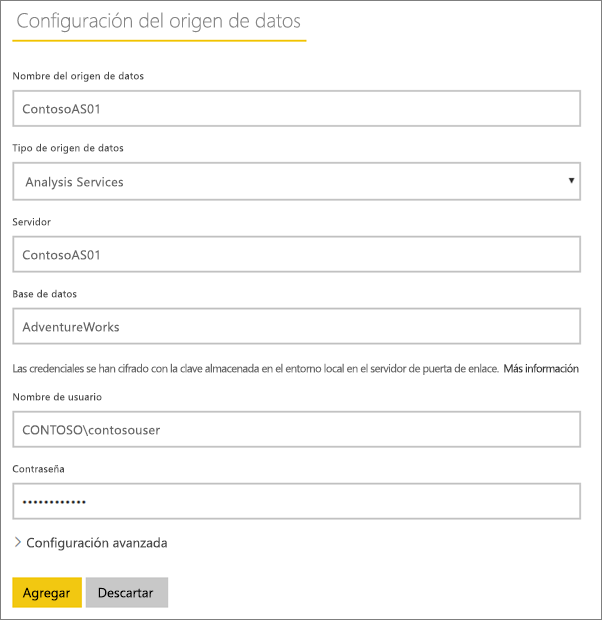 Configuración del origen de datos
Nombre del origen de datos
ContosoAS01
Tipo de origen de datos
Analysis Services
Servidor
ContosoAS01
Base de datos
AdventureWorks
Las credenciales se han cifrado con la clave almacenada en el entorno local en el servidor de puerta de enlace. Más información
Nombre de usuario
CONTOSO\contosouser
Contraseña
••••••••••••
Configuración avanzada
Agregar Descartar